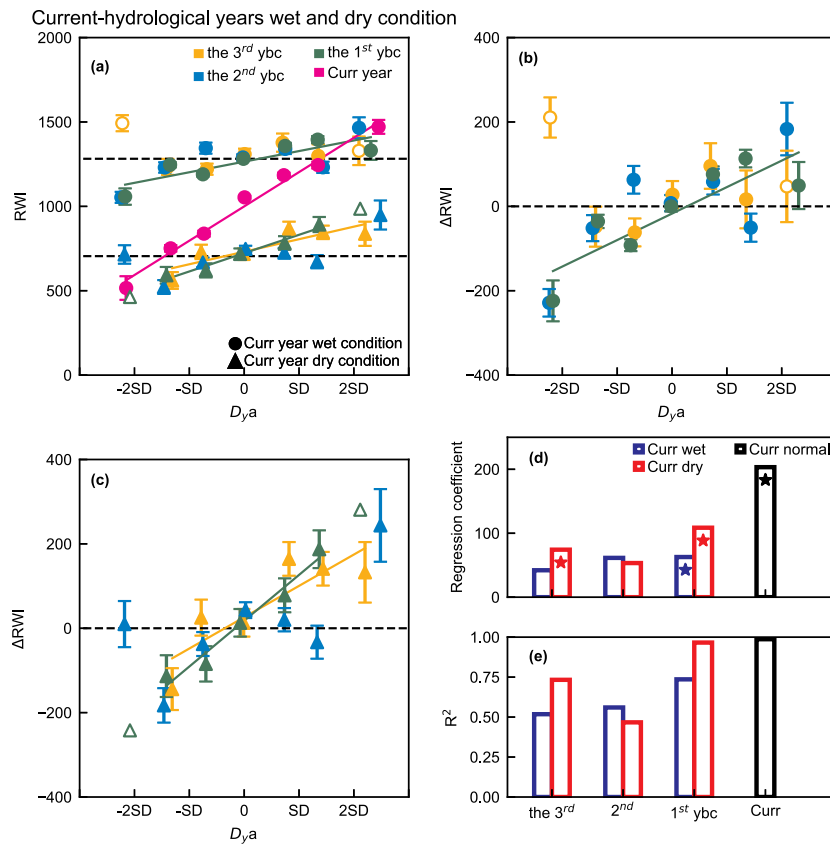 Current-hydrological years wet and dry condition
(a)
the 3rd ybc
the 1st ybc
the 2nd ybc
Curr year
2000
1500
1000
500
0
RWI
Curr year wet condition
Curr year dry condition
-2SD -SD 0 SD 2SD
Dya
(b)
400
200
0
−200
−400
ΔRWI
-2SD -SD 0 SD 2SD
Dya
(c)
400
200
0
−200
−400
ΔRWI
-2SD -SD 0 SD 2SD
Dya
(d)
Curr wet
Curr normal
Curr dry
200
100
0
Regression coefficient
(e)
1.00
0.75
0.50
0.25
0.00
R2
the 3rd 2nd 1st ybc Curr